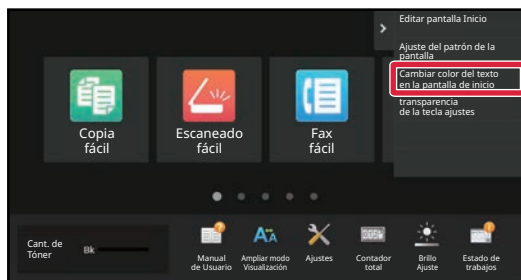 Editar pantalla Inicio
Ajuste del patrón de la
pantalla
Cambiar color del texto
en la pantalla de inicio
transparencia
de la tecla ajustes
Copia
fácil
Escaneado
fácil
Fax
fácil
Cant. de
Tóner
Bk
Manual
de Usuario
Ampliar modo
Visualización
Ajustes
Contador
total
Brillo
Ajuste
Estado de
trabajos